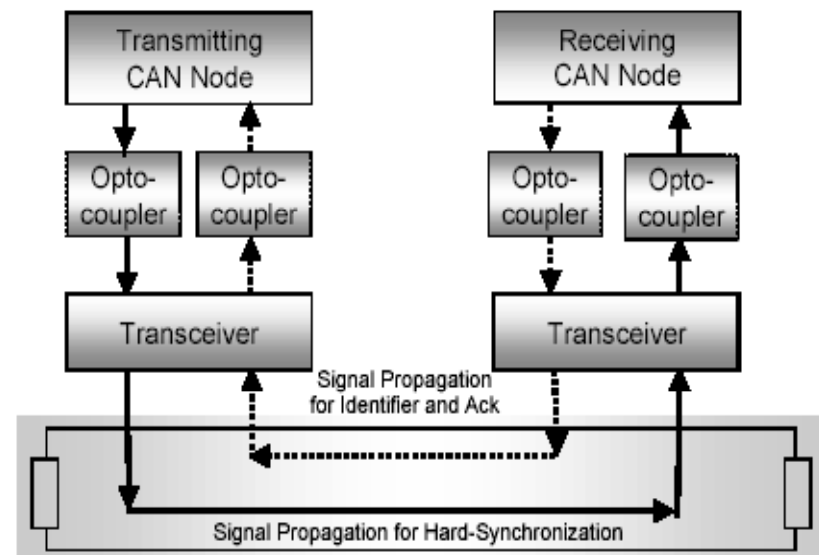 Transmitting
CAN Node
Receiving
CAN Node
Opto-
coupler
Opto-
coupler
Opto-
coupler
Opto-
coupler
Transceiver
Transceiver
Signal Propagation
for Identifier and Ack
Signal Propagation for Hard-Synchronization